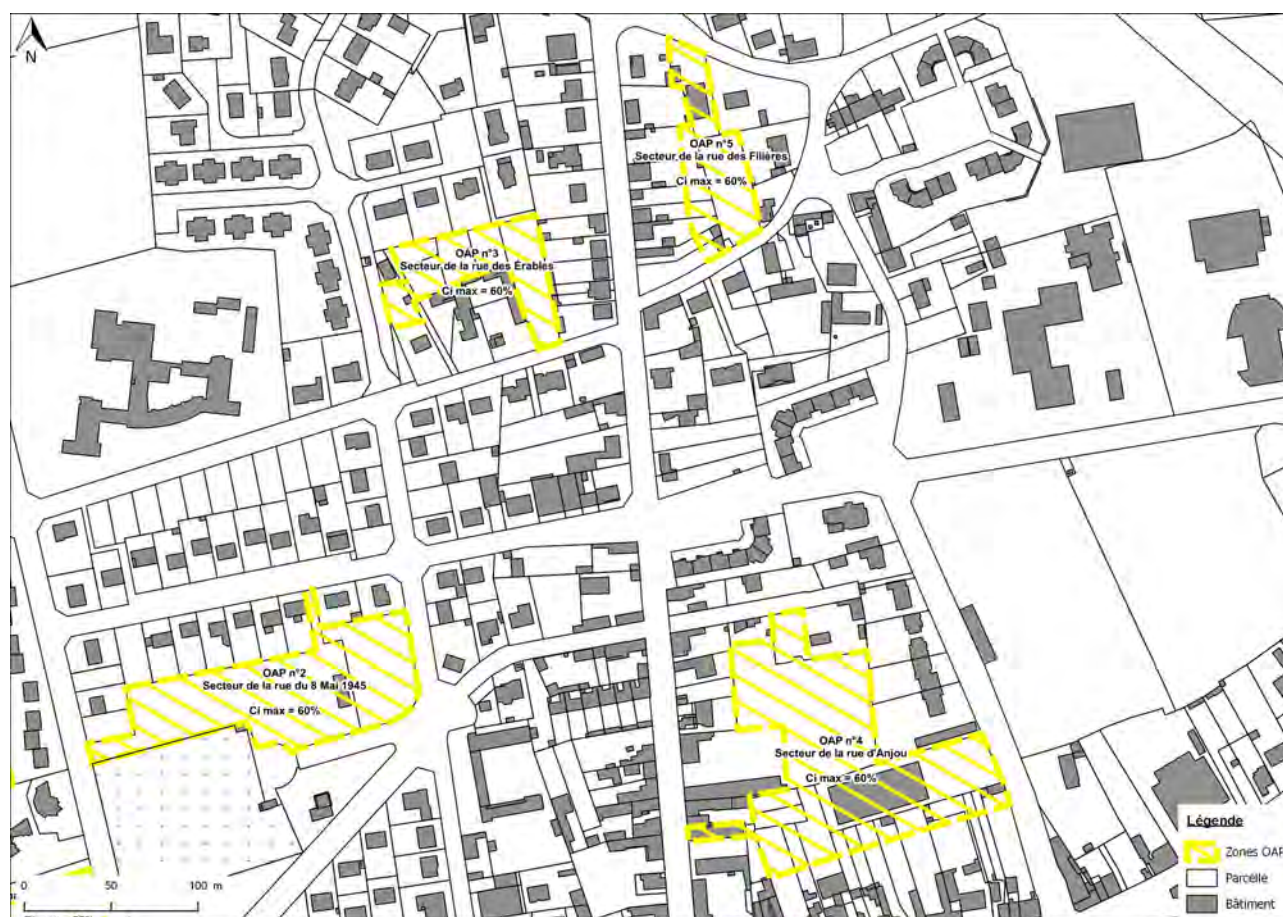 N
OAP n°5
Secteur de la rue des Filières
Ci max = 60%
OAP n°3
Secteur de la rue des Érables
Ci max = 60%
OAP n°2
Secteur de la rue du 8 Mai 1945
Ci max = 60%
OAP n°4
Secteur de la rue d'Anjou
Ci max = 60%
Légende
Zones OAP
Parcelle
Bâtiment
0 50 100 m